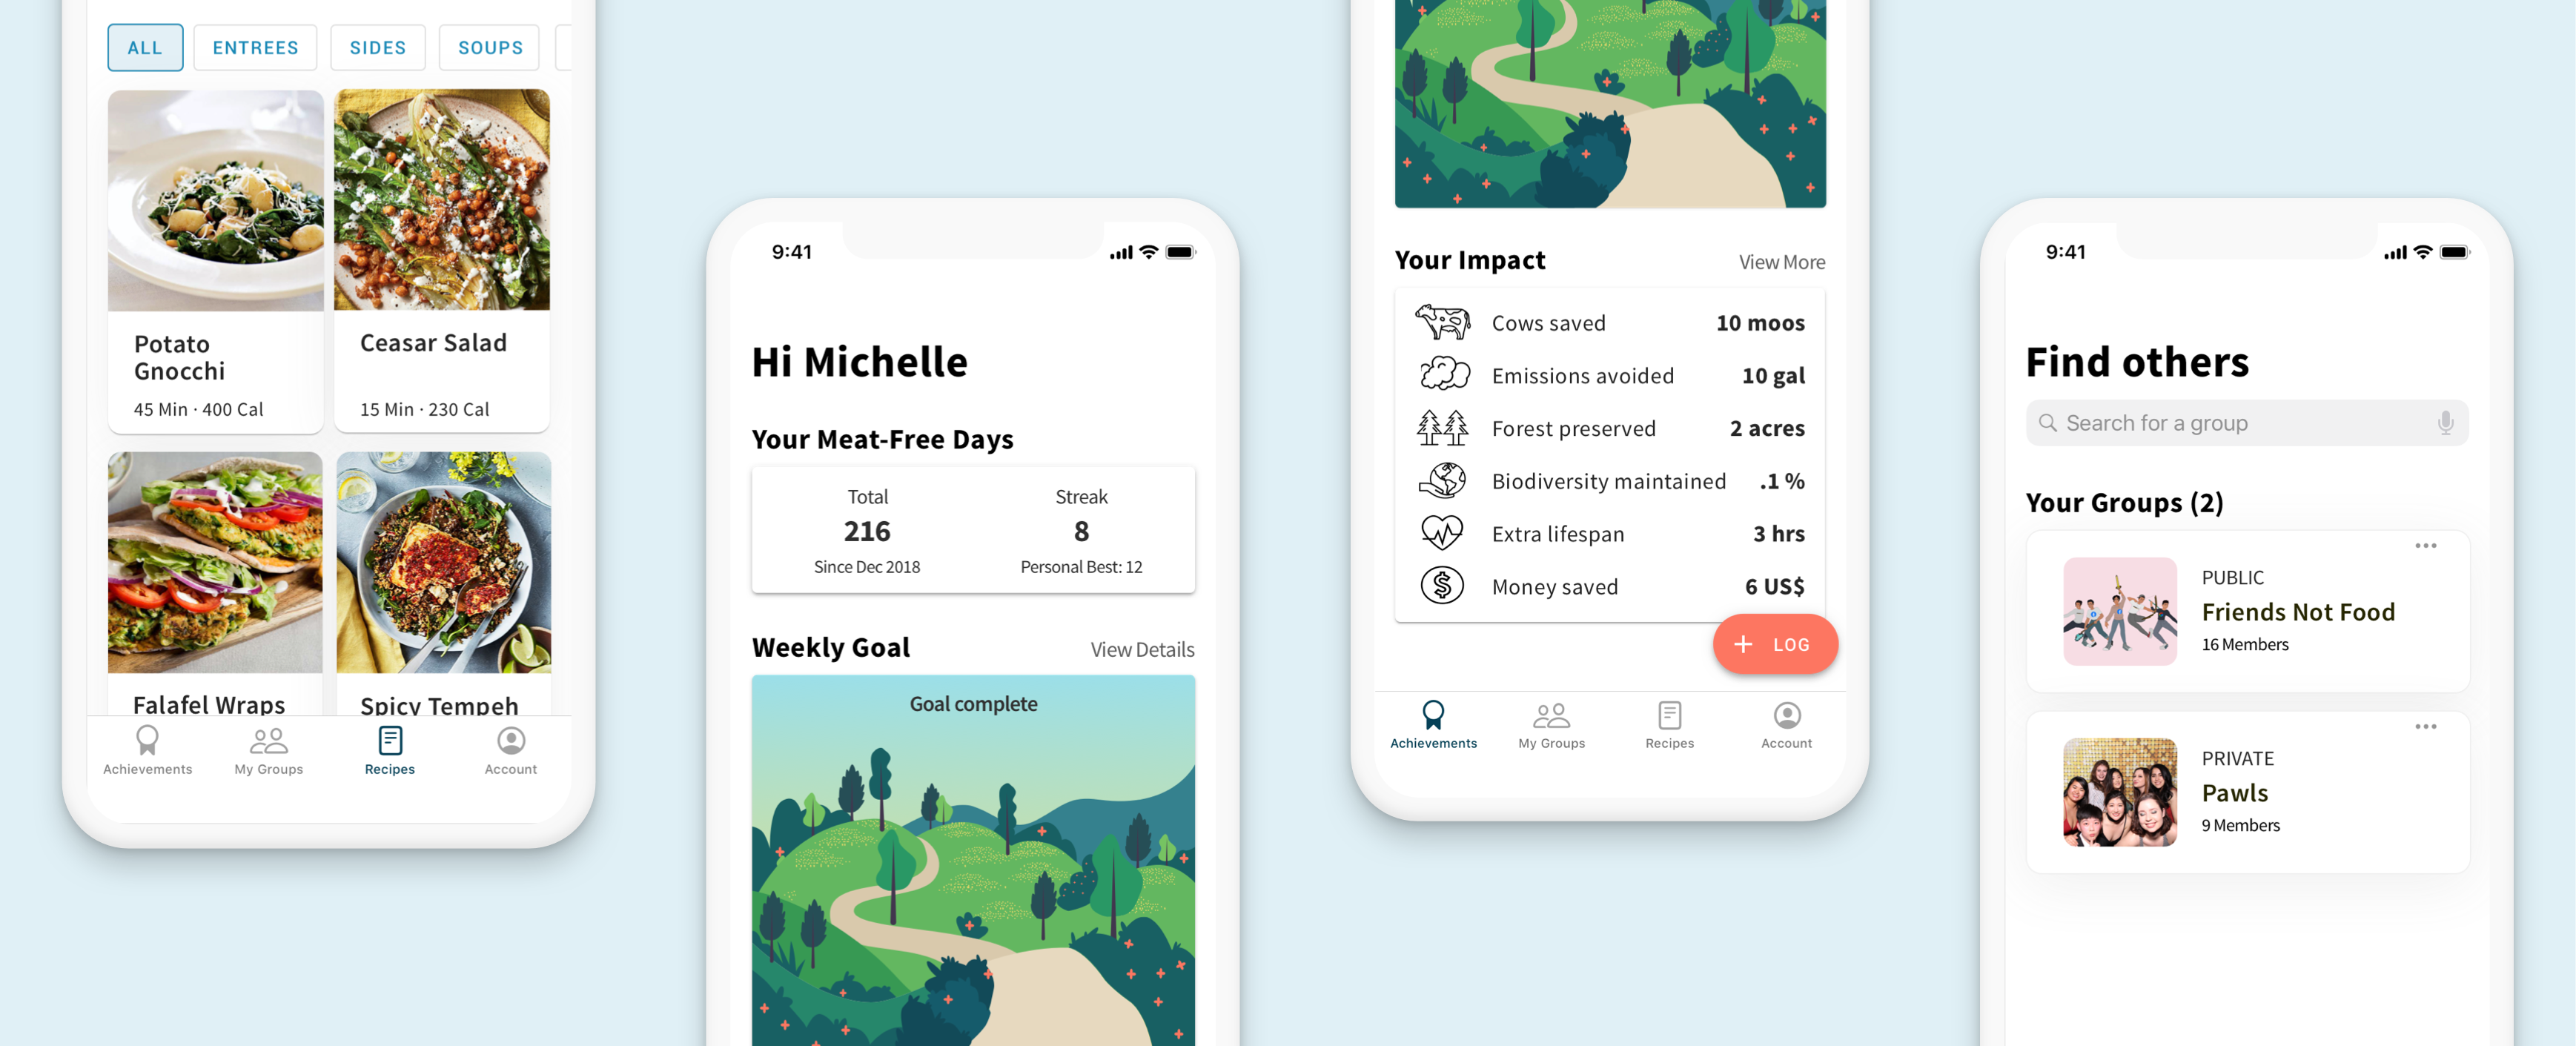 ALL
ENTREES
SIDES
SOUPS
Potato
Gnocchi
45 Min · 400 Cal
Ceasar Salad
15 Min · 230 Cal
Falafel Wraps
Spicy Tempeh
Achievements
My Groups
Recipes
Account
9:41
Hi Michelle
Your Meat-Free Days
Total
216
Since Dec 2018
Streak
8
Personal Best: 12
Weekly Goal
View Details
Goal complete
Your Impact
View More
Cows saved
10 moos
Emissions avoided
10 gal
Forest preserved
2 acres
Biodiversity maintained
.1 %
Extra lifespan
3 hrs
Money saved
6 US$
+ LOG
Achievements
My Groups
Recipes
Account
9:41
Find others
Search for a group
Your Groups (2)
PUBLIC
Friends Not Food
16 Members
PRIVATE
Pawls
9 Members